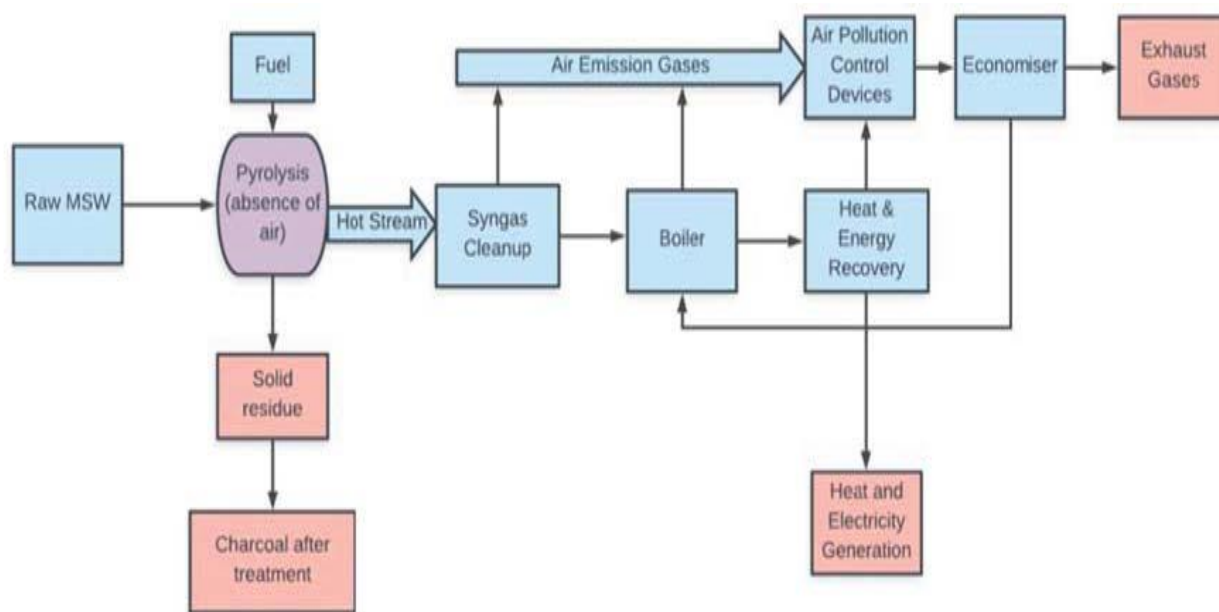 Fuel
Raw MSW
Pyrolysis
(absence of
air)
Hot Stream
Solid
residue
Charcoal after
treatment
Air Emission Gases
Syngas
Cleanup
Boiler
Heat &
Energy
Recovery
Air Pollution
Control
Devices
Economiser
Exhaust
Gases
Heat and
Electricity
Generation